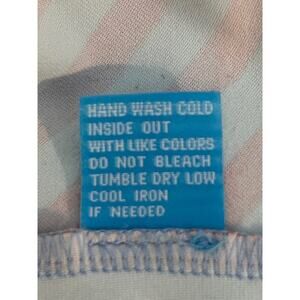 HAND WASH COLD
INSIDE OUT
WITH LIKE COLORS
DO NOT BLEACH
TUMBLE DRY LOW
COOL IRON
IF NEEDED